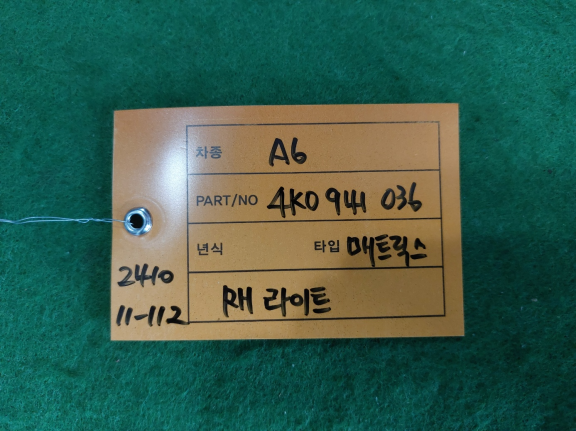 차종 A6
PART/NO 4K0 941 036
년식 타입 매트릭스
RH 라이트
2410
11-112